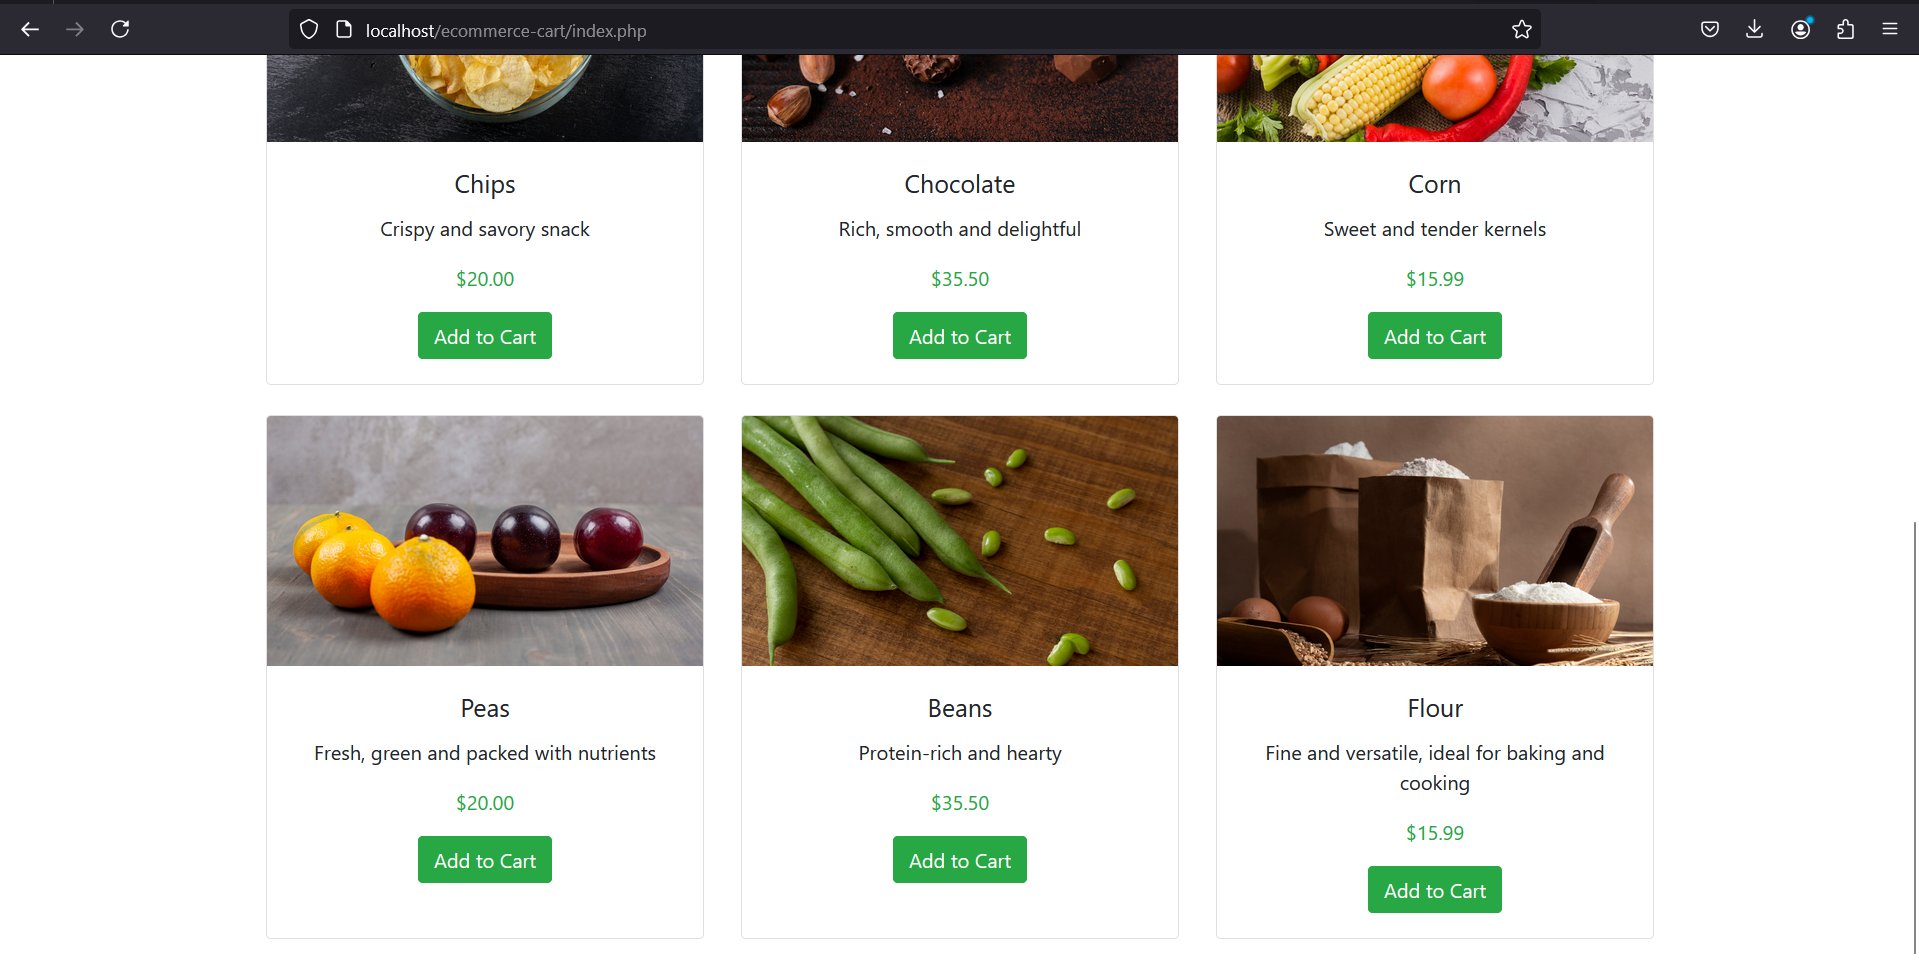 localhost/ecommerce-cart/index.php
Chips
Crispy and savory snack
$20.00
Add to Cart
Chocolate
Rich, smooth and delightful
$35.50
Add to Cart
Corn
Sweet and tender kernels
$15.99
Add to Cart
Peas
Fresh, green and packed with nutrients
$20.00
Add to Cart
Beans
Protein-rich and hearty
$35.50
Add to Cart
Flour
Fine and versatile, ideal for baking and
cooking
$15.99
Add to Cart